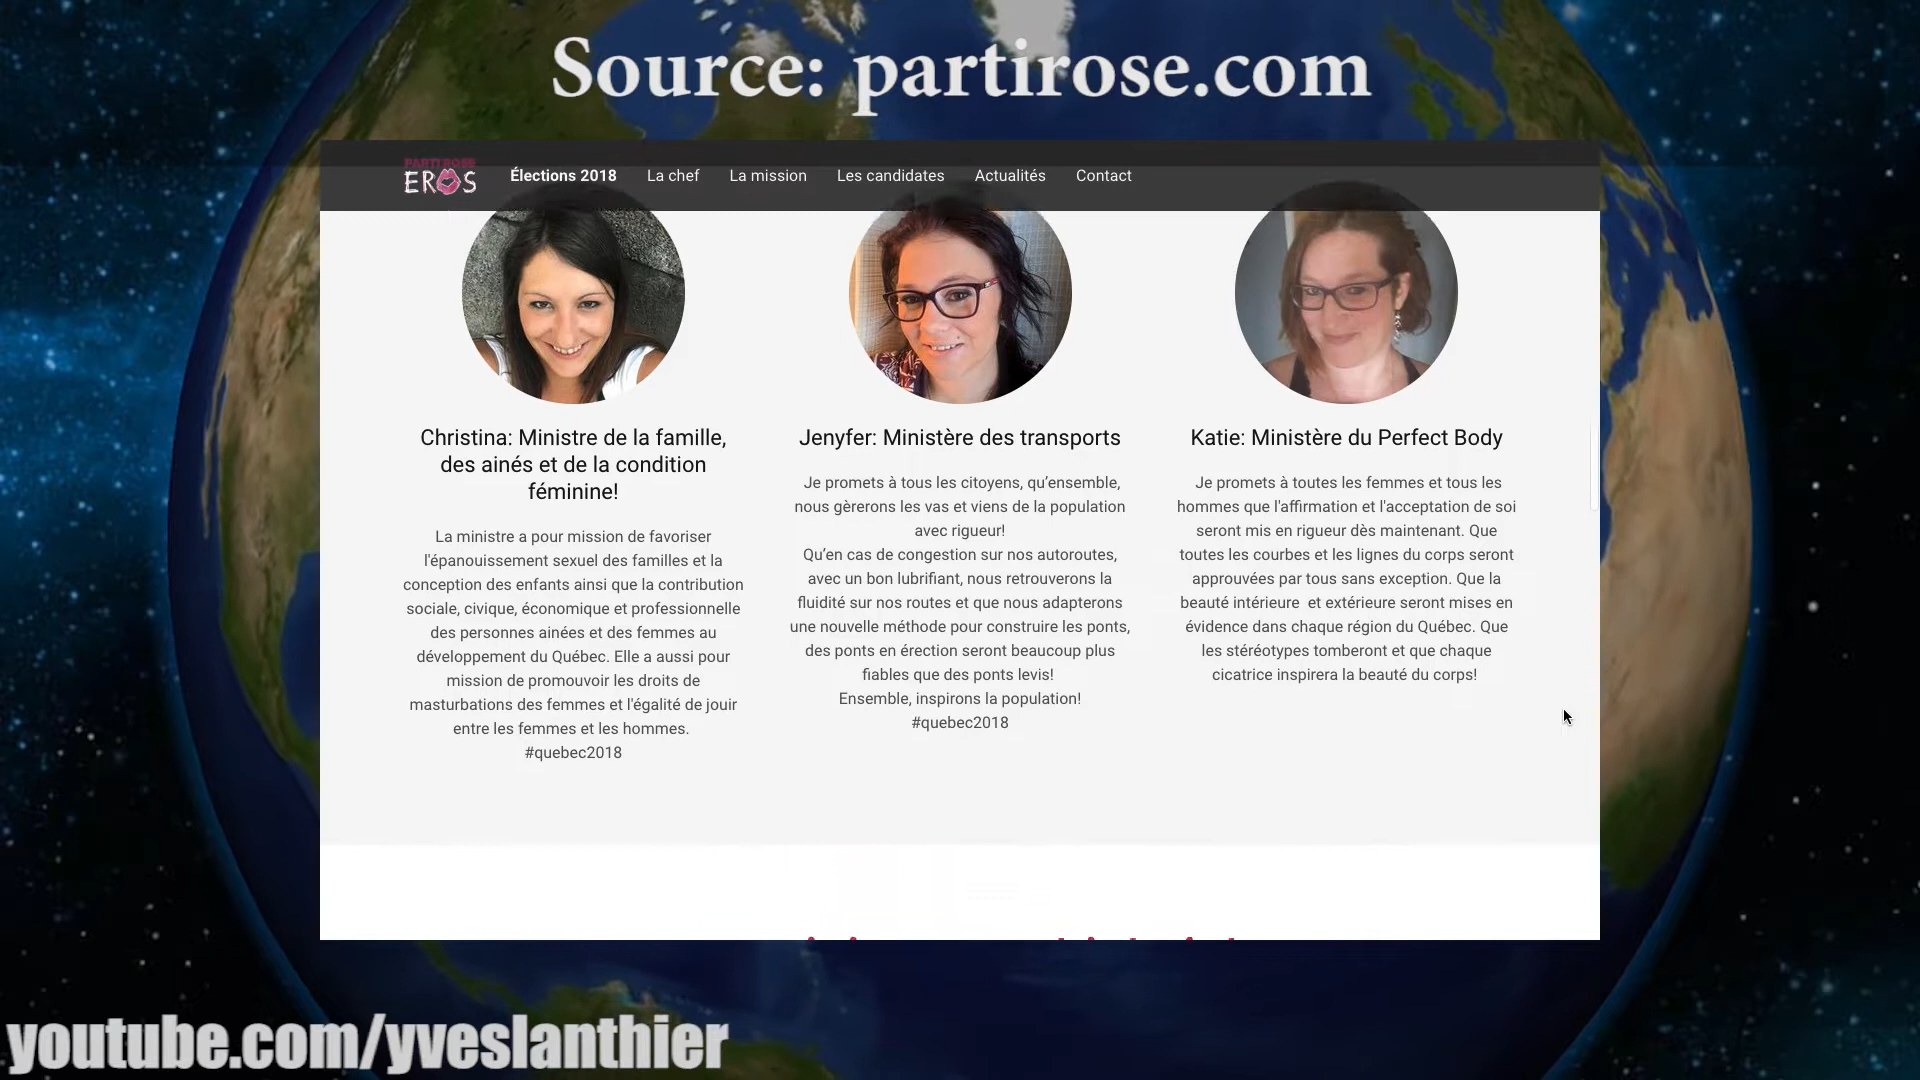 Source: partirose.com
PARTI ROSE
EROS
Élections 2018 La chef La mission Les candidates Actualités Contact
Christina: Ministre de la famille,
des ainés et de la condition
féminine!
La ministre a pour mission de favoriser
l'épanouissement sexuel des familles et la
conception des enfants ainsi que la contribution
sociale, civique, économique et professionnelle
des personnes ainées et des femmes au
développement du Québec. Elle a aussi pour
mission de promouvoir les droits de
masturbations des femmes et l'égalité de jouir
entre les femmes et les hommes.
#quebec2018
Jenyfer: Ministère des transports
Je promets à tous les citoyens, qu’ensemble,
nous gèrerons les vas et viens de la population
avec rigueur!
Qu’en cas de congestion sur nos autoroutes,
avec un bon lubrifiant, nous retrouverons la
fluidité sur nos routes et que nous adapterons
une nouvelle méthode pour construire les ponts,
des ponts en érection seront beaucoup plus
fiables que des ponts levis!
Ensemble, inspirons la population!
#quebec2018
Katie: Ministère du Perfect Body
Je promets à toutes les femmes et tous les
hommes que l'affirmation et l'acceptation de soi
seront mis en rigueur dès maintenant. Que
toutes les courbes et les lignes du corps seront
approuvées par tous sans exception. Que la
beauté intérieure et extérieure seront mises en
évidence dans chaque région du Québec. Que
les stéréotypes tomberont et que chaque
cicatrice inspirera la beauté du corps!
youtube.com/yveslanthier